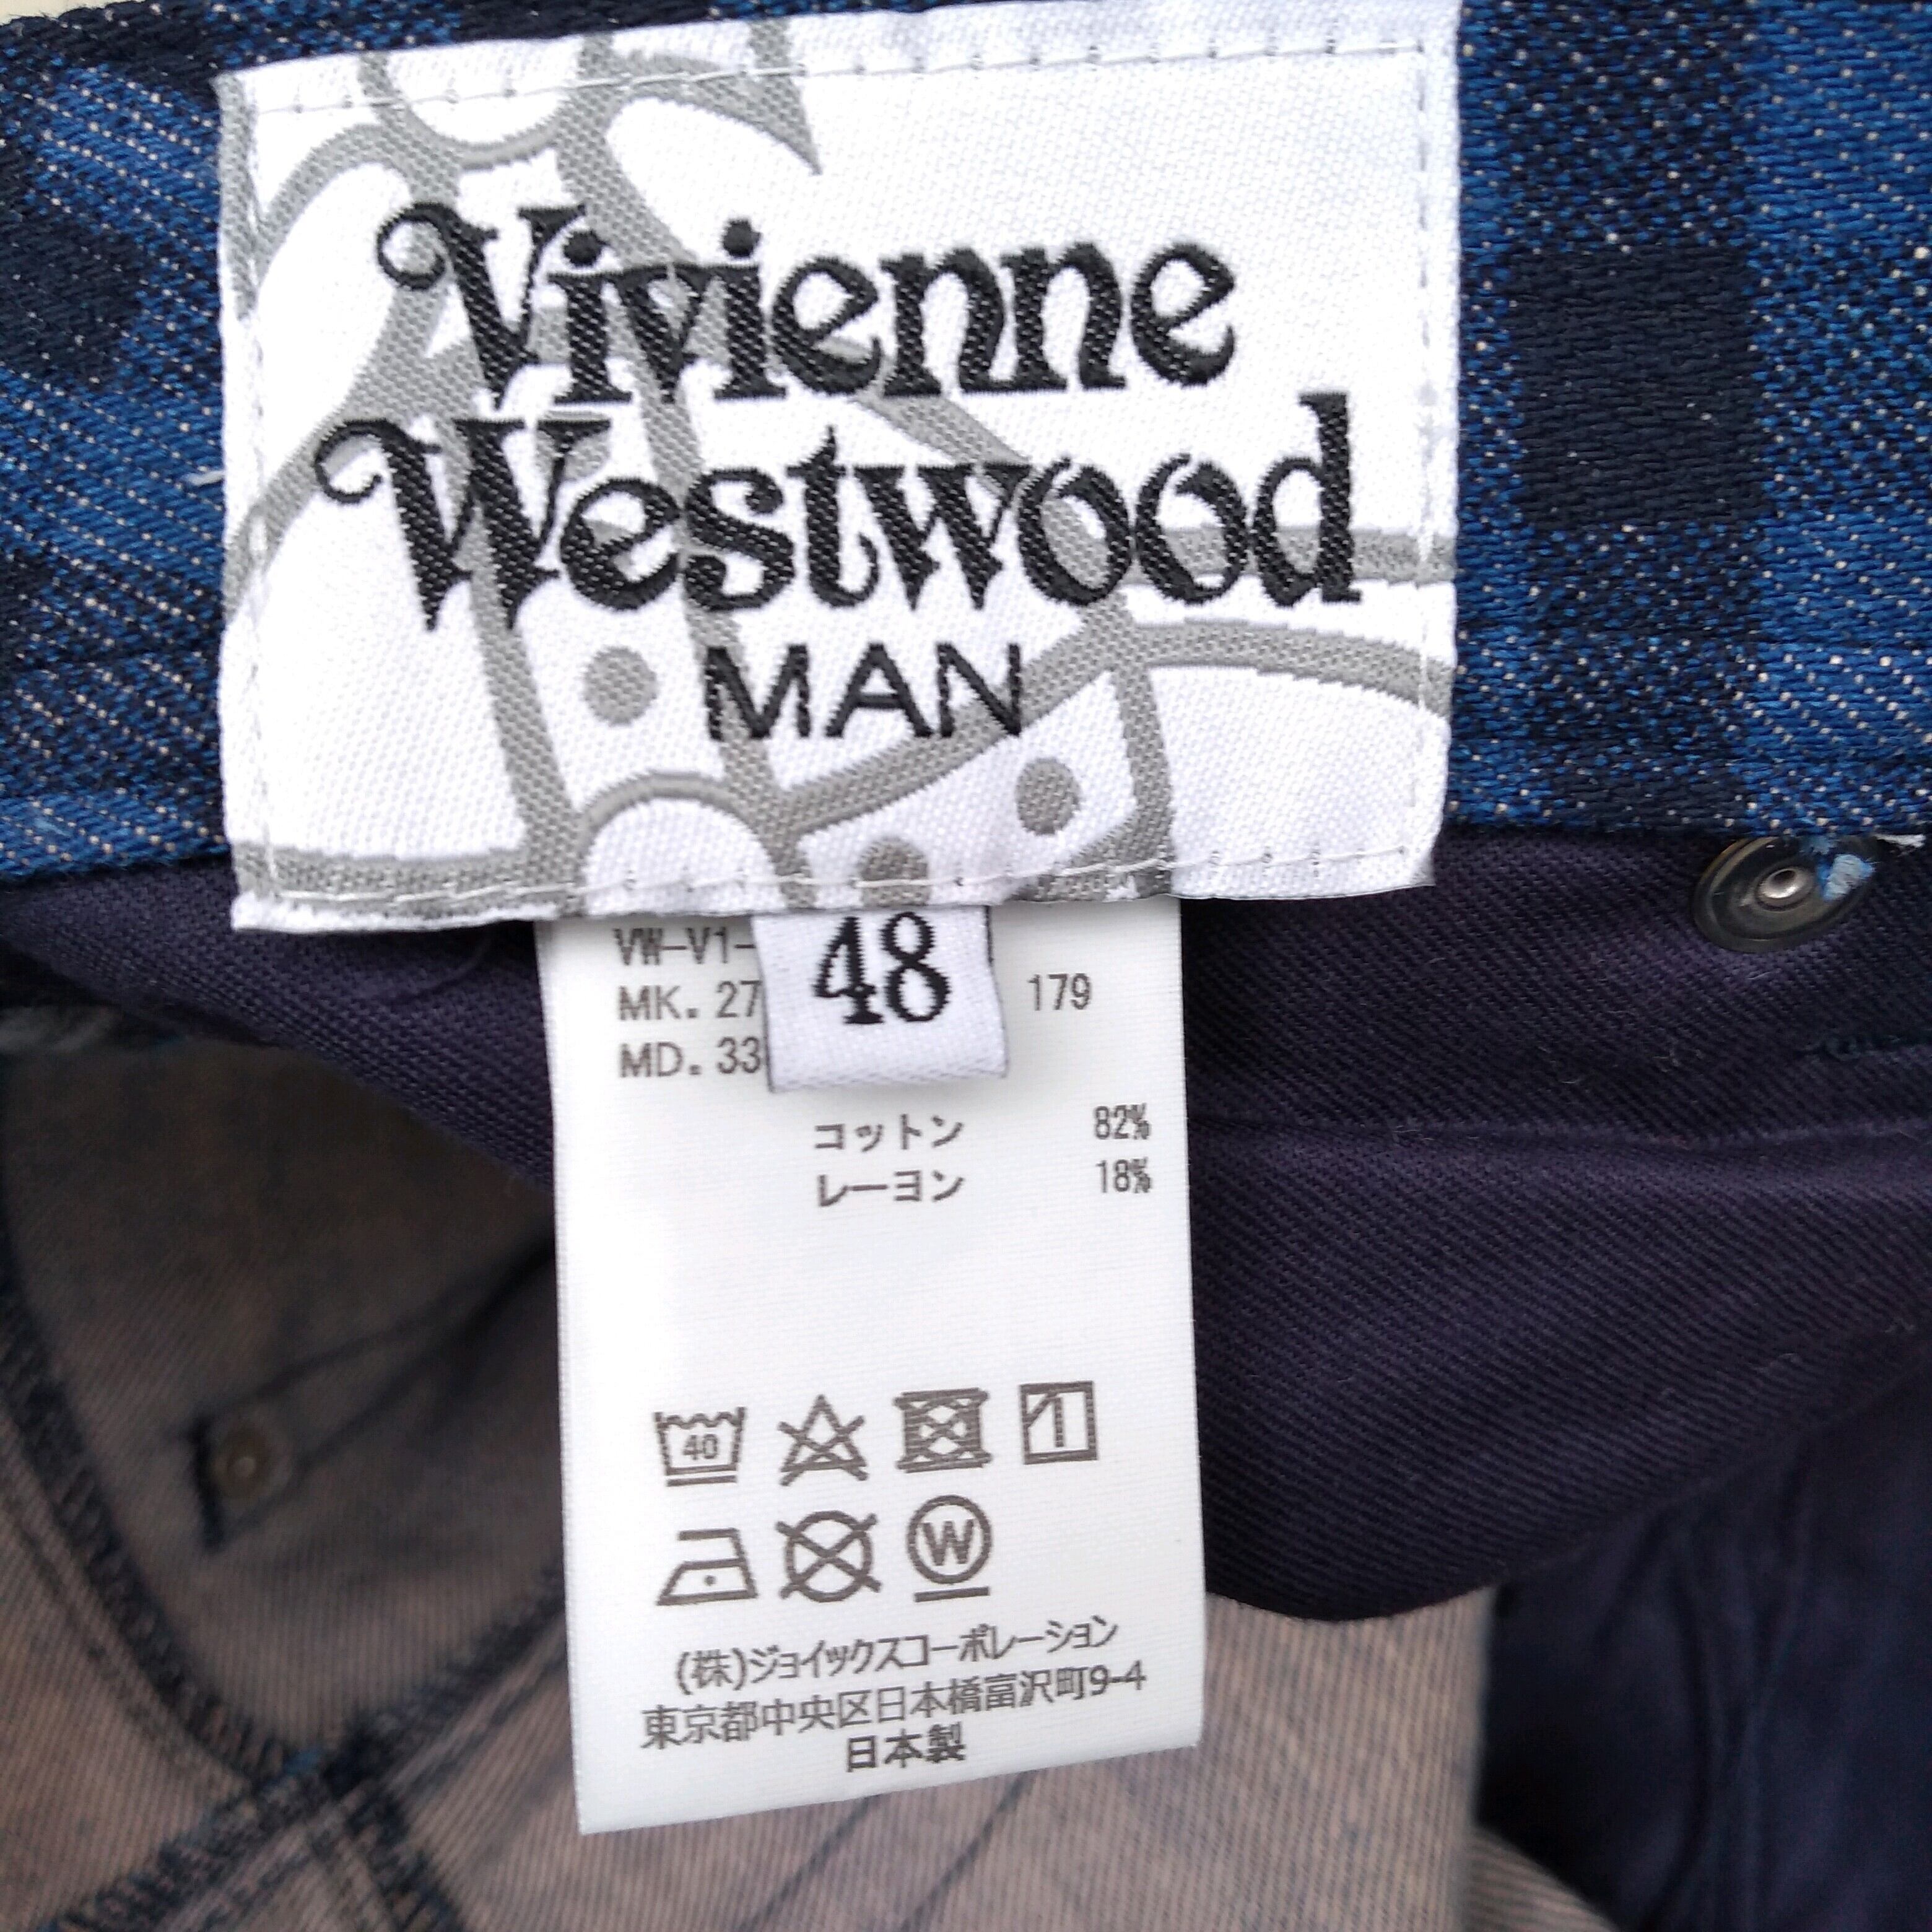 Vivienne
Westwood
MAN
48
VW-V1-
MK. 27 179
MD. 33
コットン 82%
レーヨン 18%
40
W
(株)ジョイックスコーポレーション
東京都中央区日本橋富沢町9-4
日本製